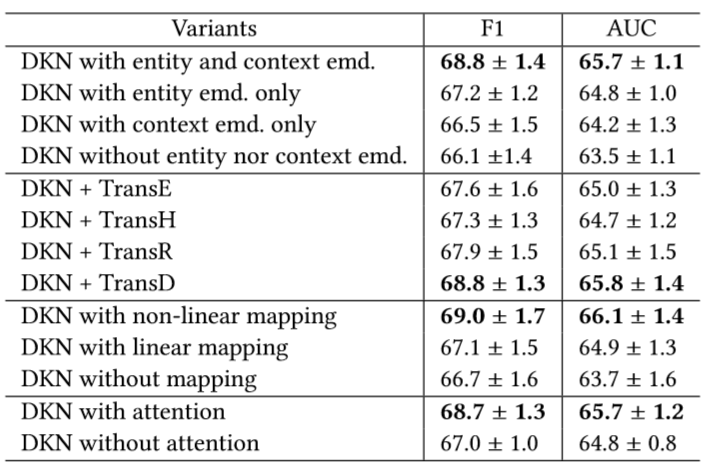 Variants F1 AUC
DKN with entity and context emd. 68.8 ± 1.4 65.7 ± 1.1
DKN with entity emd. only 67.2 ± 1.2 64.8 ± 1.0
DKN with context emd. only 66.5 ± 1.5 64.2 ± 1.3
DKN without entity nor context emd. 66.1 ±1.4 63.5 ± 1.1
DKN + TransE 67.6 ± 1.6 65.0 ± 1.3
DKN + TransH 67.3 ± 1.3 64.7 ± 1.2
DKN + TransR 67.9 ± 1.5 65.1 ± 1.5
DKN + TransD 68.8 ± 1.3 65.8 ± 1.4
DKN with non-linear mapping 69.0 ± 1.7 66.1 ± 1.4
DKN with linear mapping 67.1 ± 1.5 64.9 ± 1.3
DKN without mapping 66.7 ± 1.6 63.7 ± 1.6
DKN with attention 68.7 ± 1.3 65.7 ± 1.2
DKN without attention 67.0 ± 1.0 64.8 ± 0.8